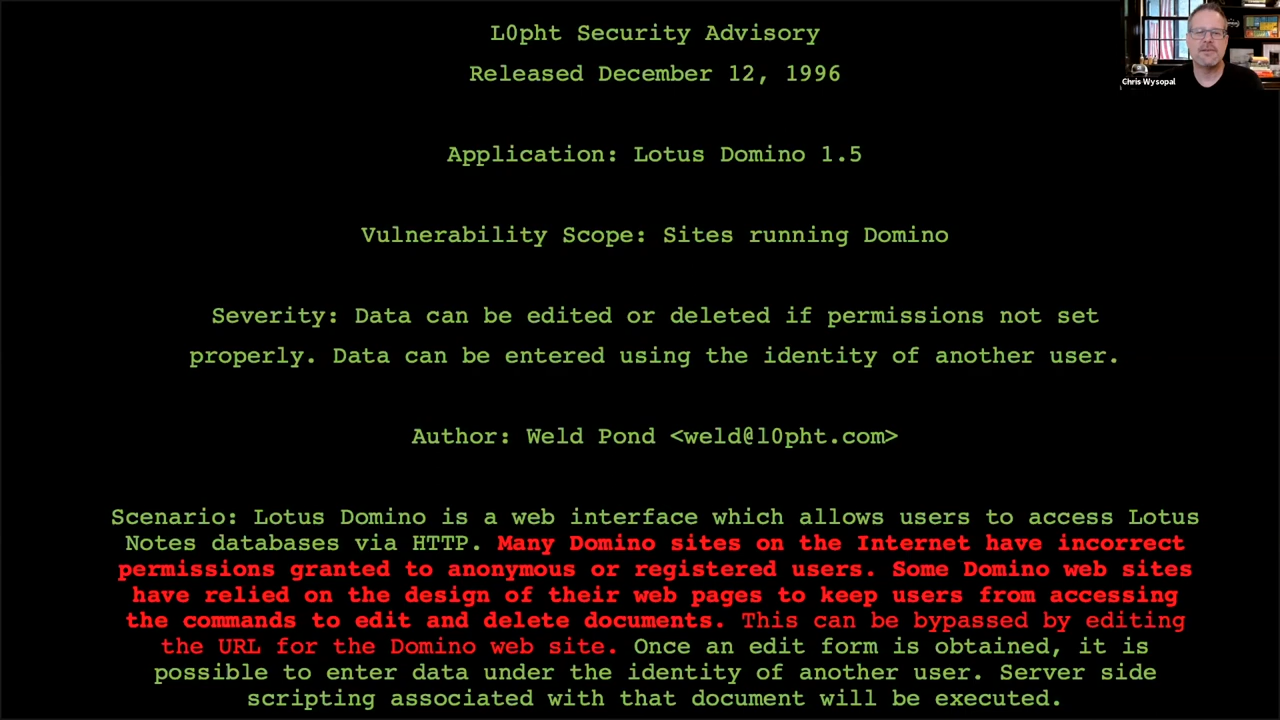 L0pht Security Advisory
Released December 12, 1996
Chris Wysopal
Application: Lotus Domino 1.5
Vulnerability Scope: Sites running Domino
Severity: Data can be edited or deleted if permissions not set
properly. Data can be entered using the identity of another user.
Author: Weld Pond <weld@l0pht.com>
Scenario: Lotus Domino is a web interface which allows users to access Lotus
Notes databases via HTTP. Many Domino sites on the Internet have incorrect
permissions granted to anonymous or registered users. Some Domino web sites
have relied on the design of their web pages to keep users from accessing
the commands to edit and delete documents. This can be bypassed by editing
the URL for the Domino web site. Once an edit form is obtained, it is
possible to enter data under the identity of another user. Server side
scripting associated with that document will be executed.